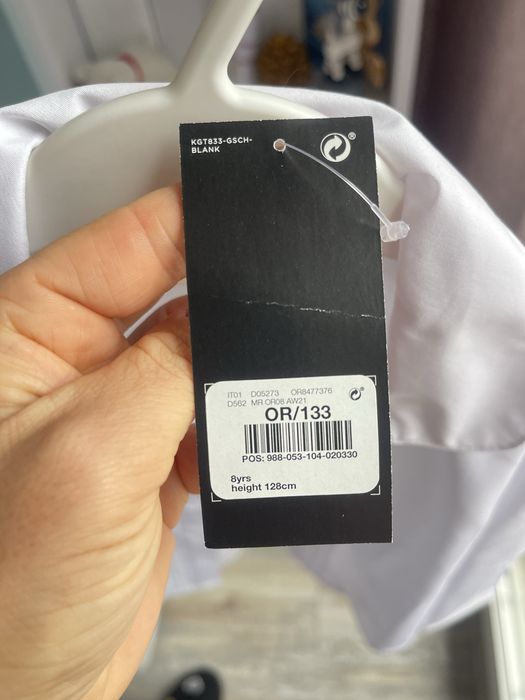 KGT833-GSCH-
BLANK
®
IT01 D05273 OR8477376
D562 MR OR08 AW21
OR/133
POS: 988-053-104-020330
8yrs
height 128cm